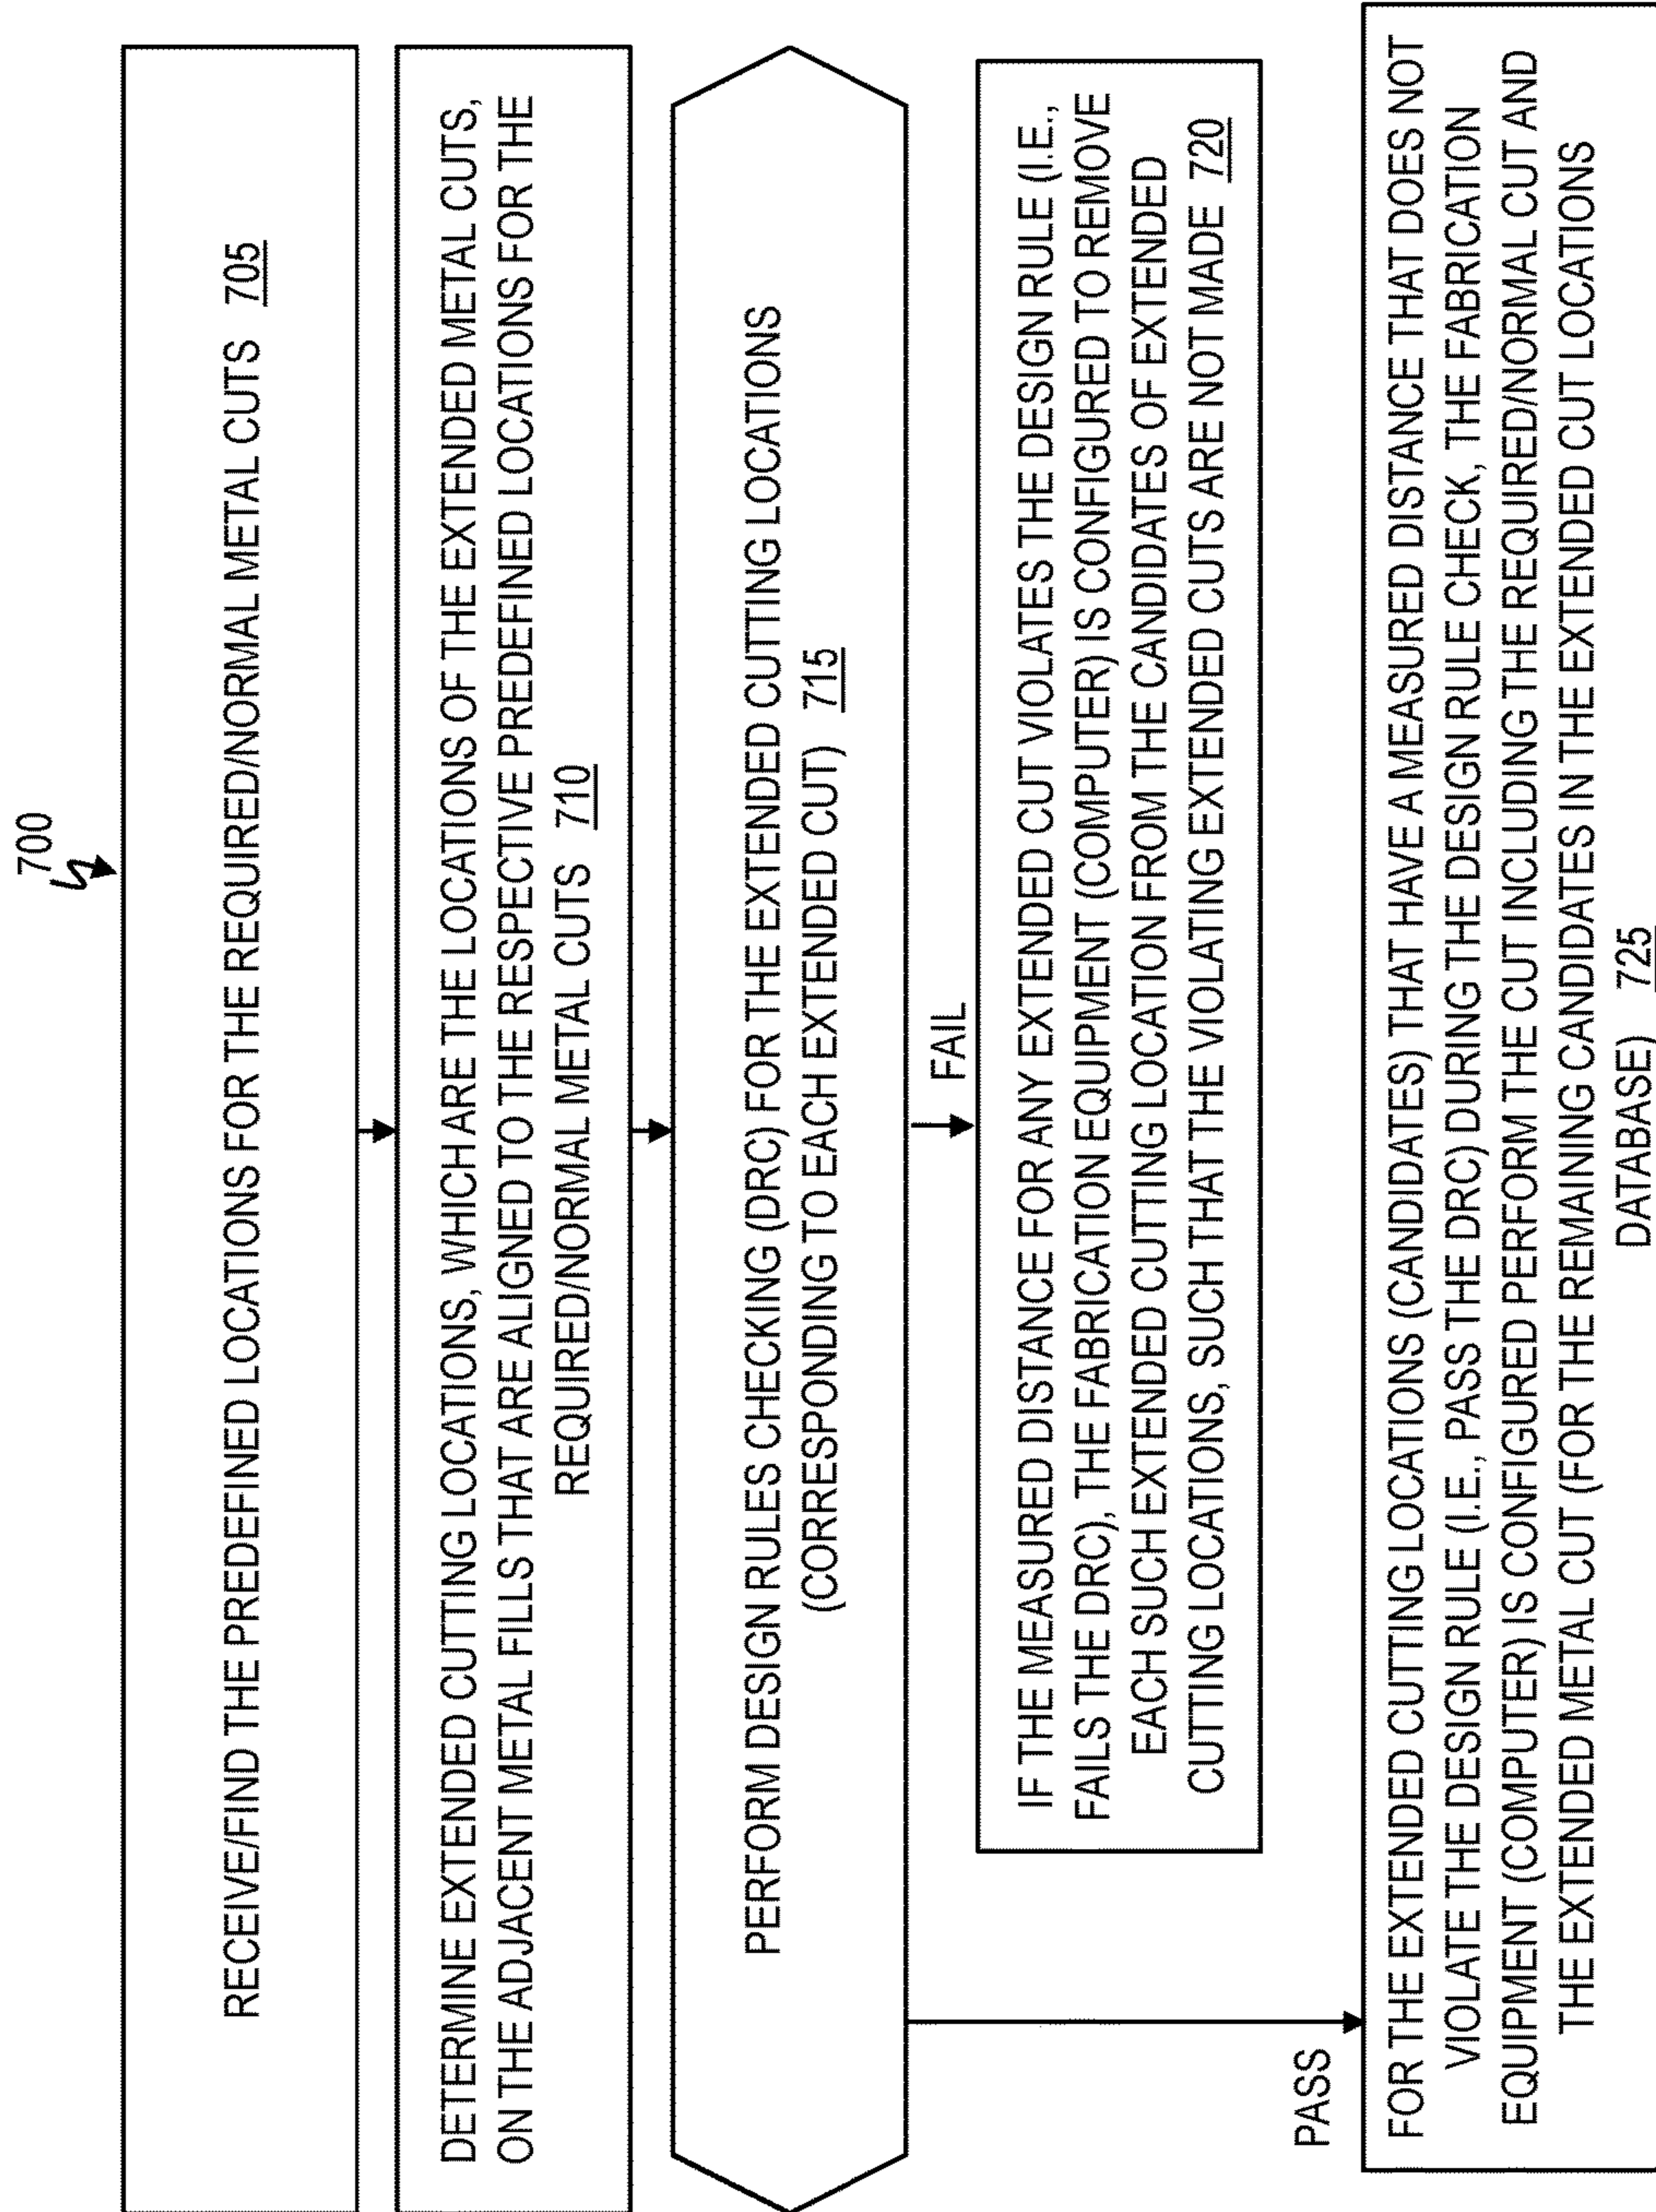 700
RECEIVE/FIND THE PREDEFINED LOCATIONS FOR THE REQUIRED/NORMAL METAL CUTS 705
DETERMINE EXTENDED CUTTING LOCATIONS, WHICH ARE THE LOCATIONS OF THE EXTENDED METAL CUTS,
ON THE ADJACENT METAL FILLS THAT ARE ALIGNED TO THE RESPECTIVE PREDEFINED LOCATIONS FOR THE
REQUIRED/NORMAL METAL CUTS 710
PERFORM DESIGN RULES CHECKING (DRC) FOR THE EXTENDED CUTTING LOCATIONS
(CORRESPONDING TO EACH EXTENDED CUT) 715
FAIL
IF THE MEASURED DISTANCE FOR ANY EXTENDED CUT VIOLATES THE DESIGN RULE (I.E.,
FAILS THE DRC), THE FABRICATION EQUIPMENT (COMPUTER) IS CONFIGURED TO REMOVE
EACH SUCH EXTENDED CUTTING LOCATION FROM THE CANDIDATES OF EXTENDED
CUTTING LOCATIONS, SUCH THAT THE VIOLATING EXTENDED CUTS ARE NOT MADE 720
PASS
FOR THE EXTENDED CUTTING LOCATIONS (CANDIDATES) THAT HAVE A MEASURED DISTANCE THAT DOES NOT
VIOLATE THE DESIGN RULE (I.E., PASS THE DRC) DURING THE DESIGN RULE CHECK, THE FABRICATION
EQUIPMENT (COMPUTER) IS CONFIGURED PERFORM THE CUT INCLUDING THE REQUIRED/NORMAL CUT AND
THE EXTENDED METAL CUT (FOR THE REMAINING CANDIDATES IN THE EXTENDED CUT LOCATIONS
DATABASE) 725